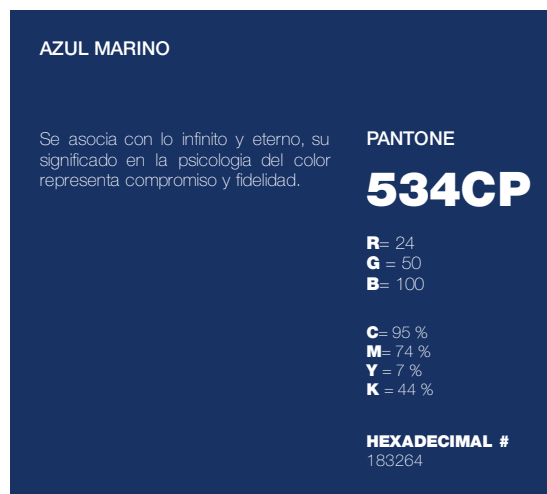 AZUL MARINO
Se asocia con lo infinito y eterno, su
significado en la psicologia del color
representa compromiso y fidelidad.
PANTONE
534CP
R= 24
G = 50
B= 100
C= 95 %
M= 74 %
Y = 7 %
K = 44 %
HEXADECIMAL #
183264